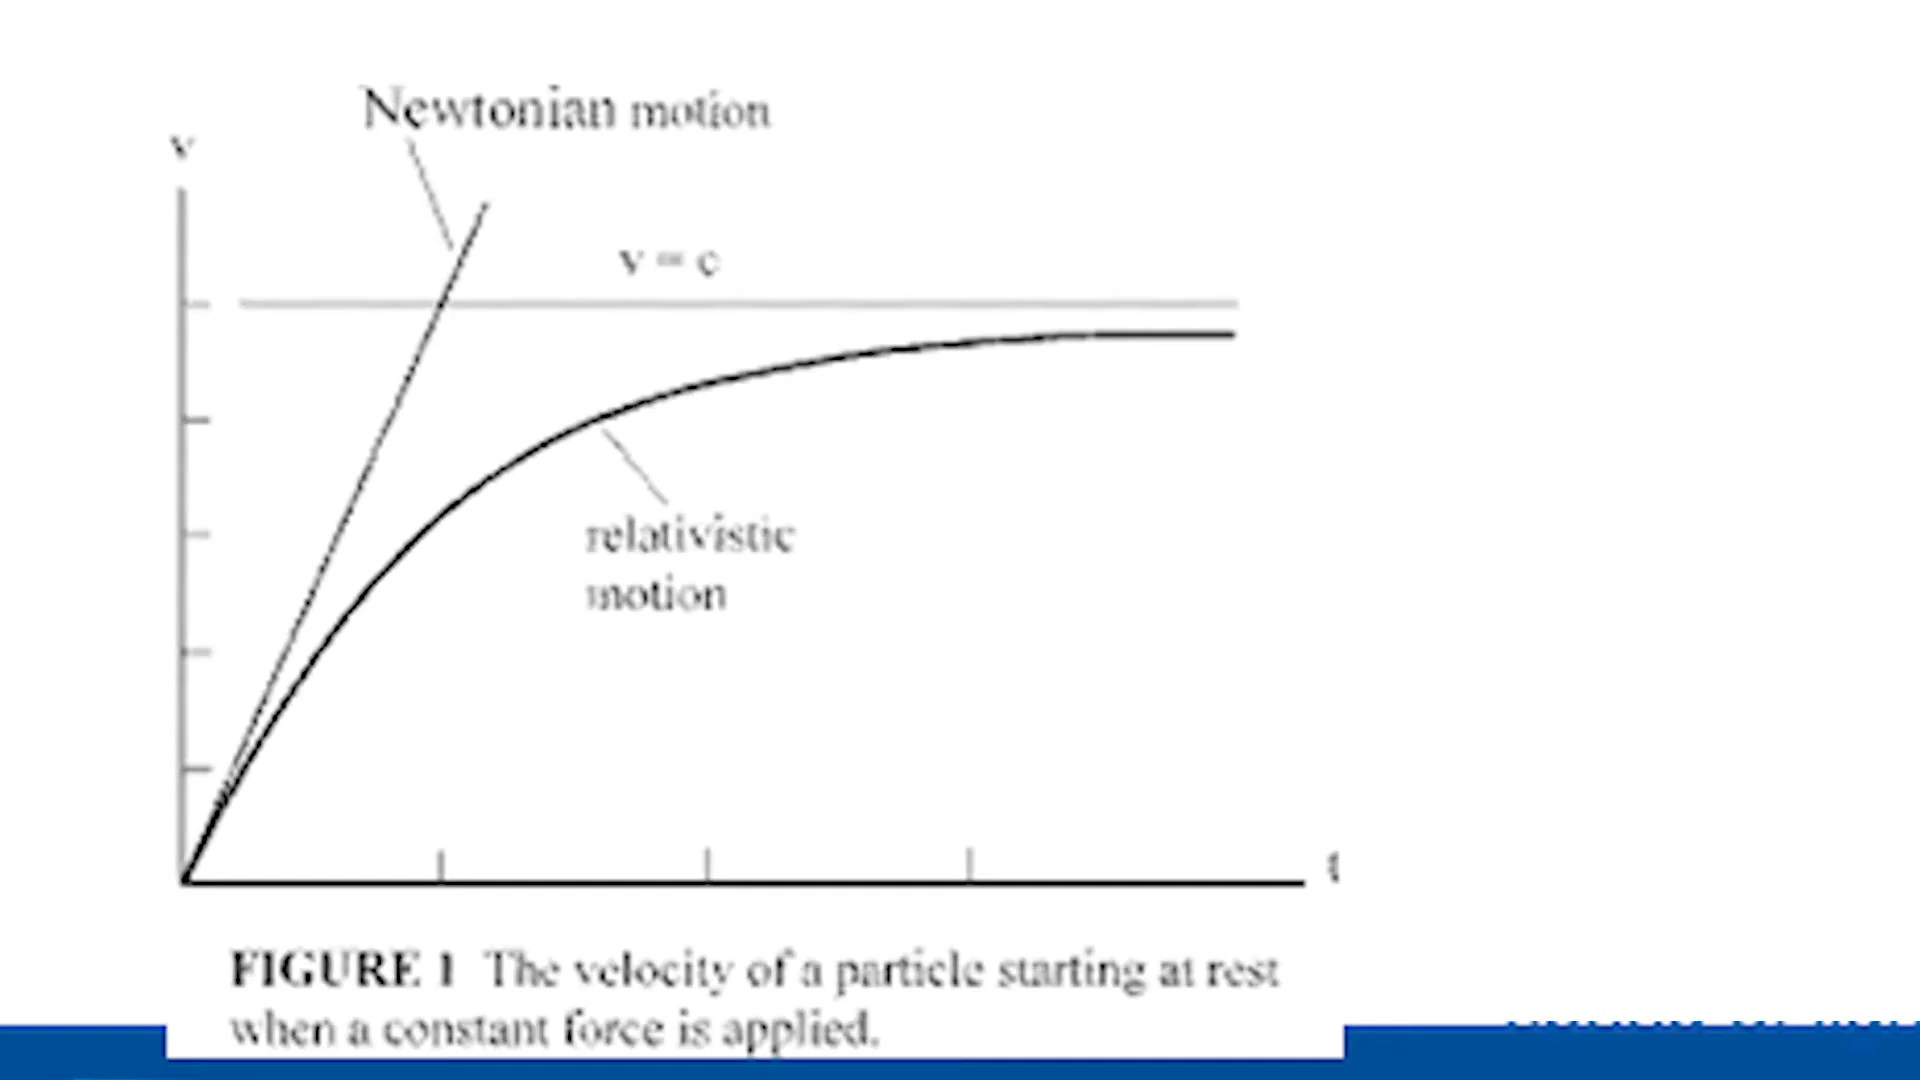 Newtonian motion
v
v = c
relativistic
motion
t
FIGURE 1 The velocity of a particle starting at rest
when a constant force is applied.